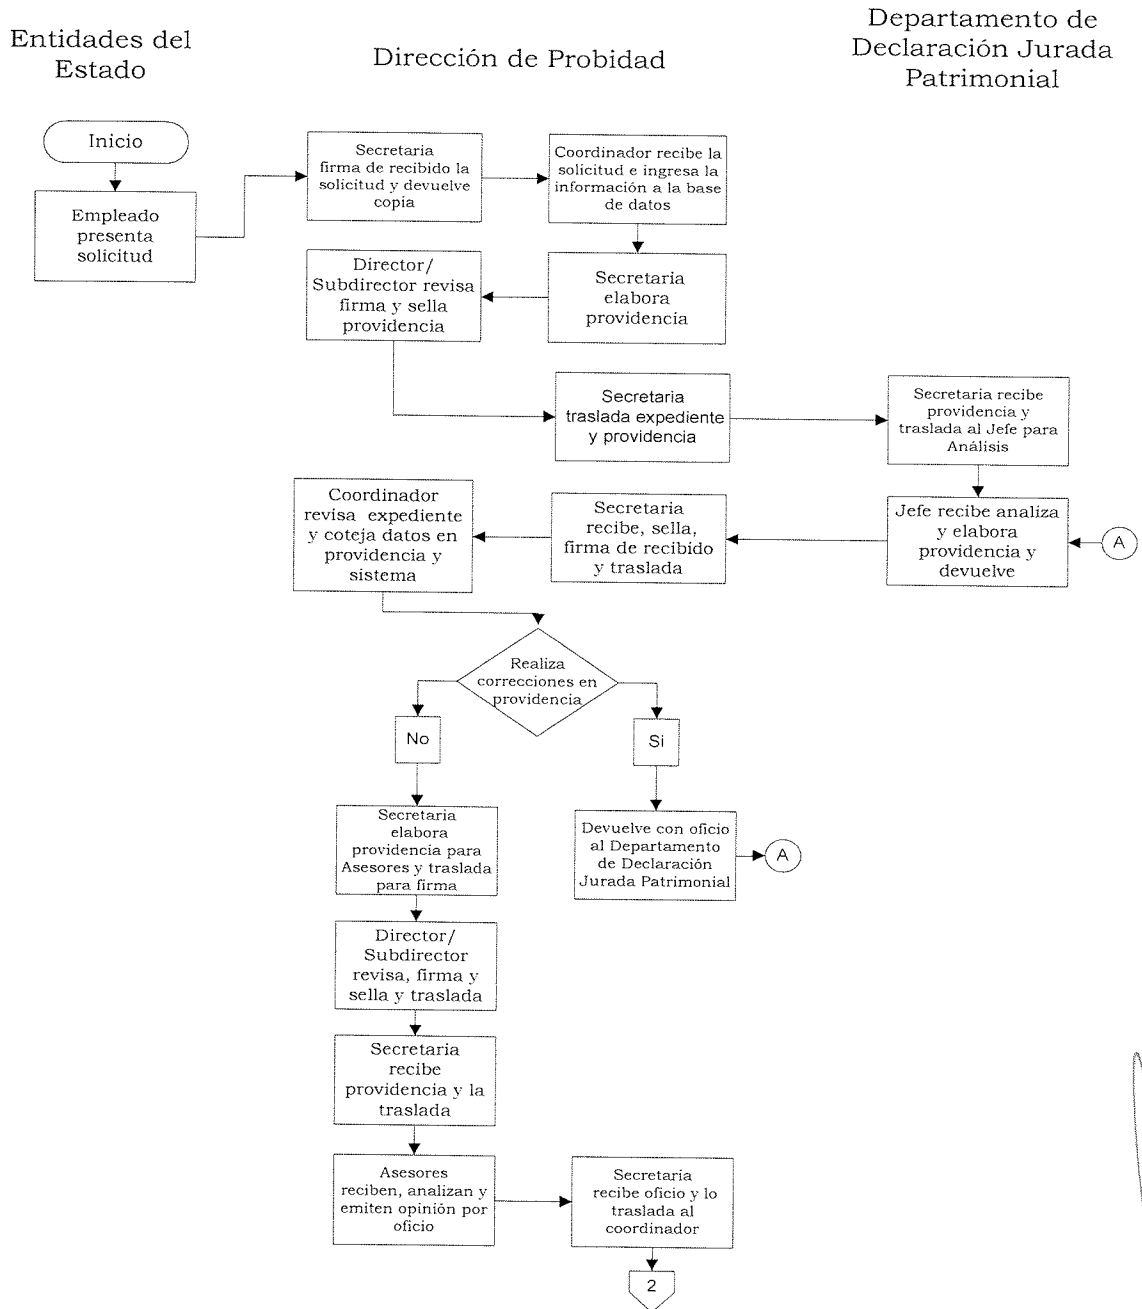 Entidades del
Estado
Dirección de Probidad
Departamento de
Declaración Jurada
Patrimonial
Inicio
Empleado
presenta
solicitud
Secretaria
firma de recibido la
solicitud y devuelve
copia
Coordinador recibe la
solicitud e ingresa la
información a la base
de datos
Director/
Subdirector revisa
firma y sella
providencia
Secretaria
elabora
providencia
Secretaria
traslada expediente
y providencia
Secretaria recibe
providencia y
traslada al Jefe para
Análisis
Coordinador
revisa expediente
y coteja datos en
providencia y
sistema
Secretaria
recibe, sella,
firma de recibido
y traslada
Jefe recibe analiza
y elabora
providencia y
devuelve
A
Realiza
correcciones en
providencia
No
Si
Secretaria
elabora
providencia para
Asesores y traslada
para firma
Devuelve con oficio
al Departamento
de Declaración
Jurada Patrimonial
A
Director/
Subdirector
revisa, firma y
sella y traslada
Secretaria
recibe
providencia y la
traslada
Asesores
reciben, analizan y
emiten opinión por
oficio
Secretaria
recibe oficio y lo
traslada al
coordinador
2